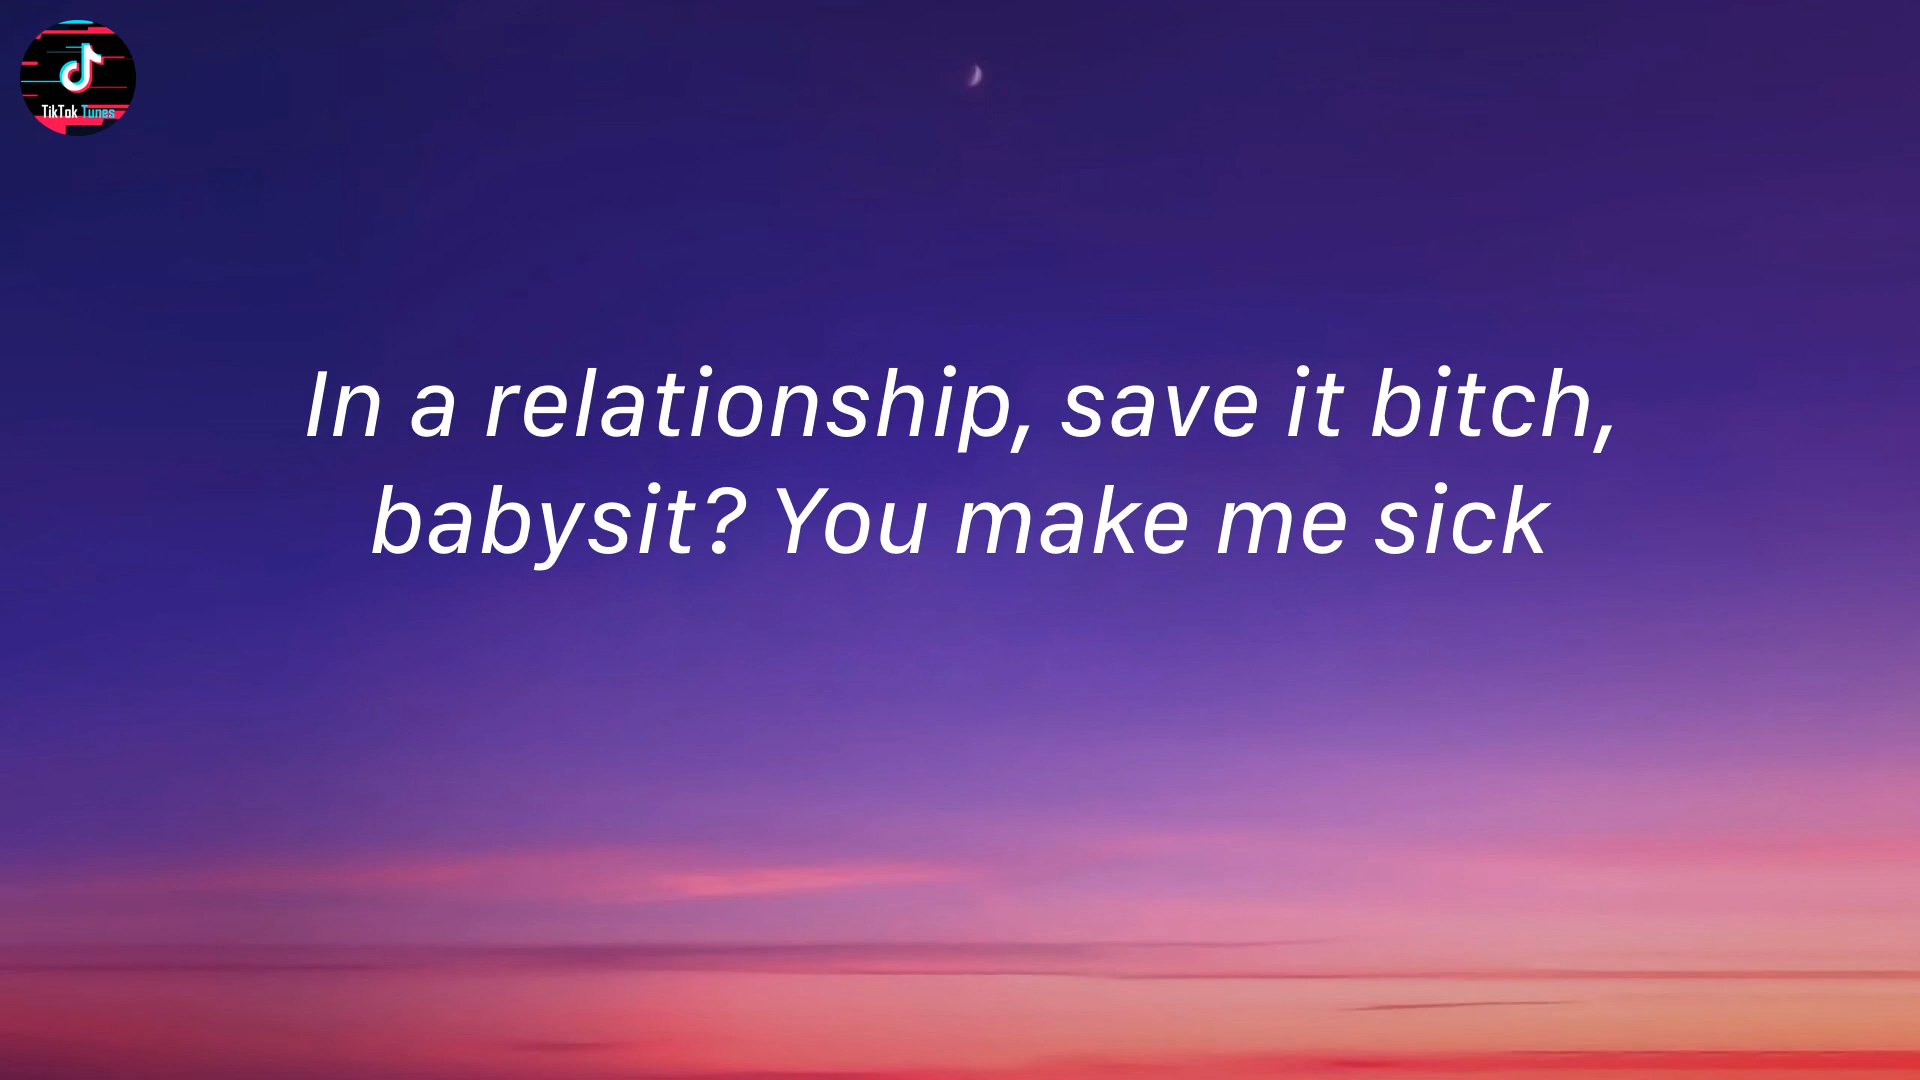 TikTok Tunes
In a relationship, save it bitch,
babysit? You make me sick